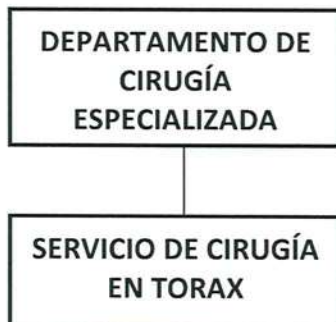 DEPARTAMENTO DE
CIRUGÍA
ESPECIALIZADA
SERVICIO DE CIRUGÍA
EN TORAX